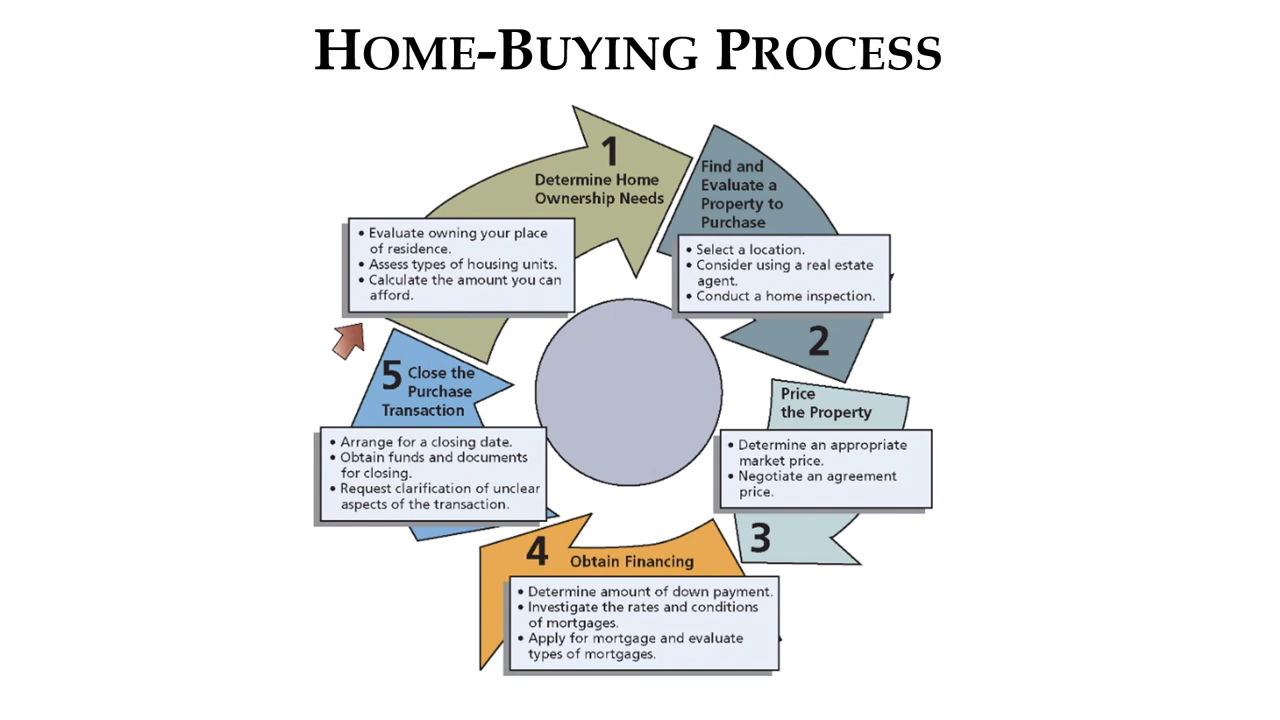 HOME-BUYING PROCESS
1
Determine Home
Ownership Needs
• Evaluate owning your place
of residence.
• Assess types of housing units.
• Calculate the amount you can
afford.
Find and
Evaluate a
Property to
Purchase
• Select a location.
• Consider using a real estate
agent.
• Conduct a home inspection.
2
Price
the Property
• Determine an appropriate
market price.
• Negotiate an agreement
price.
3
4
Obtain Financing
• Determine amount of down payment.
• Investigate the rates and conditions
of mortgages.
• Apply for mortgage and evaluate
types of mortgages.
5 Close the
Purchase
Transaction
• Arrange for a closing date.
• Obtain funds and documents
for closing.
• Request clarification of unclear
aspects of the transaction.